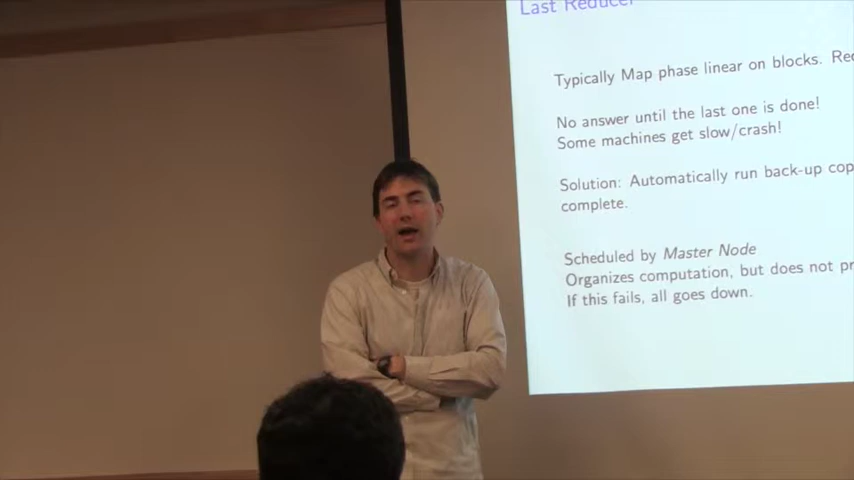 Last Reducer
Typically Map phase linear on blocks.
No answer until the last one is done!
Some machines get slow/crash!
Solution: Automatically run back-up
complete.
Scheduled by Master Node
Organizes computation, but does not
If this fails, all goes down.